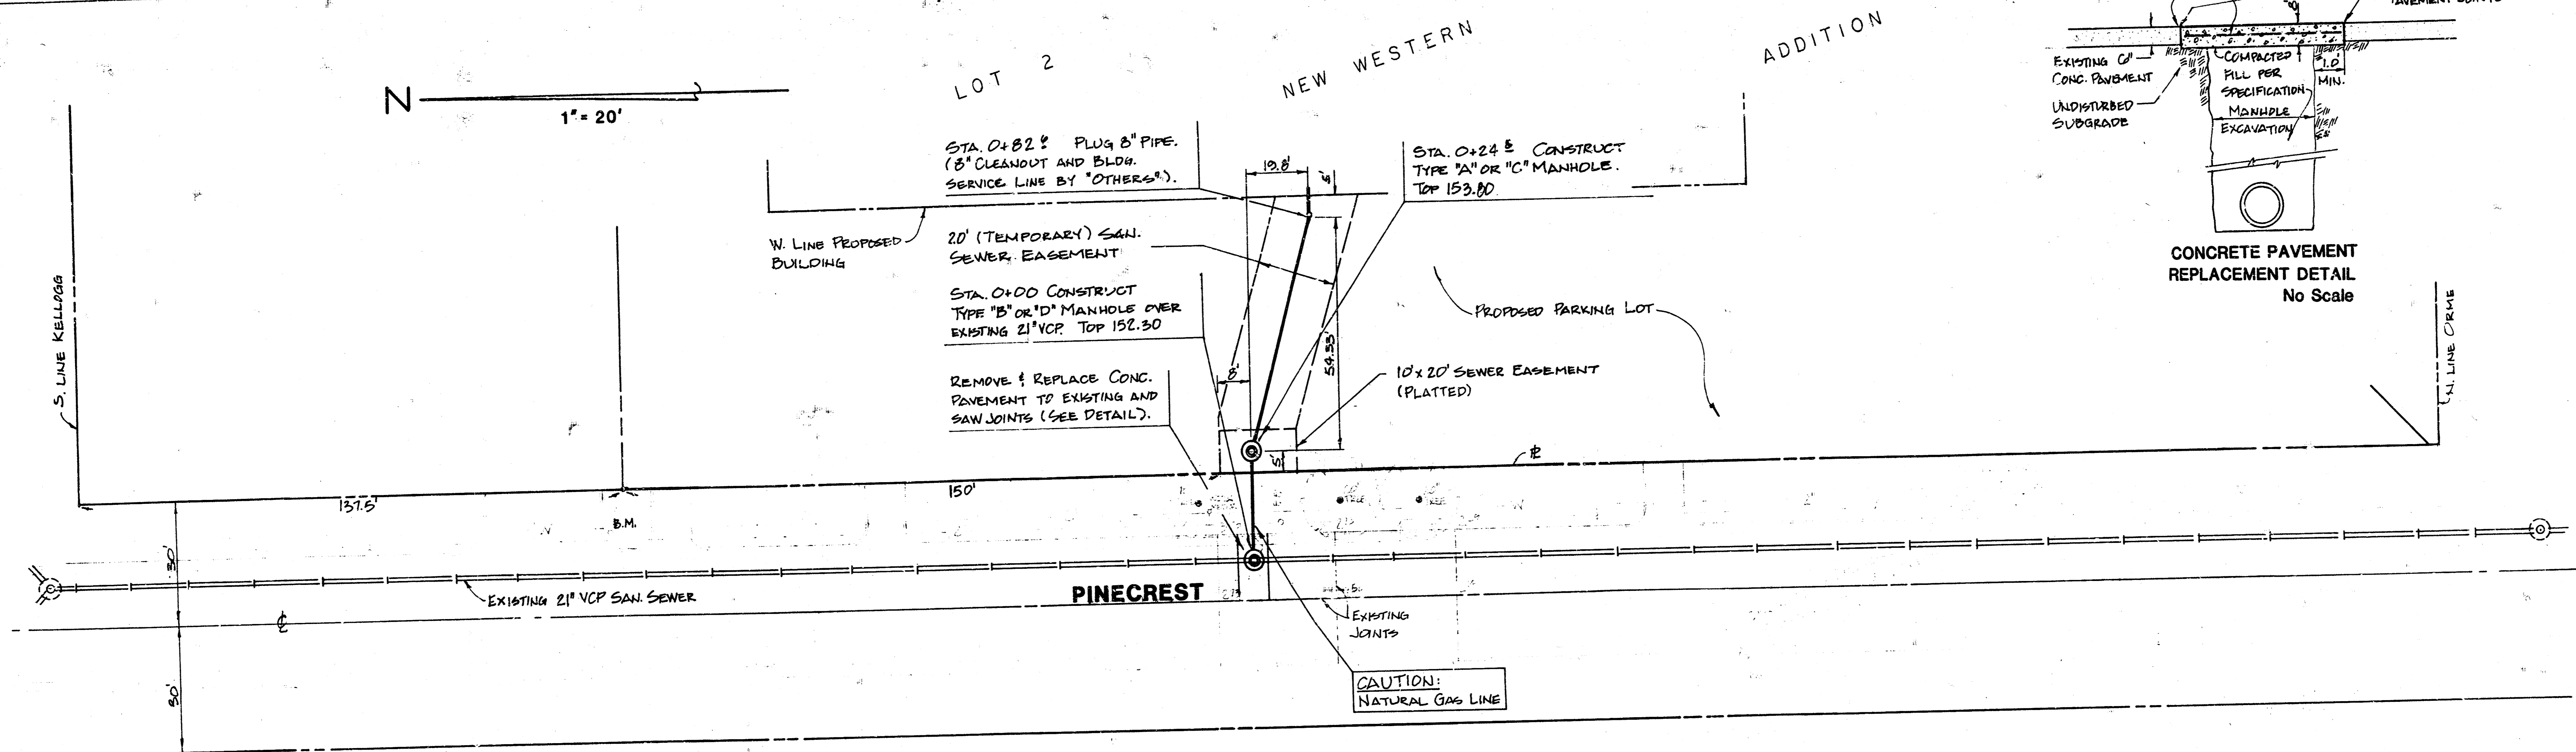 LOT 2 NEW WESTERN ADDITION
N
1" = 20'
STA. 0+82 PLUG 8" PIPE.
(8" CLEANOUT AND BLDG.
SERVICE LINE BY "OTHERS").
19.8'
5'
STA. 0+24 CONSTRUCT
TYPE "A" OR "C" MANHOLE.
TOP 153.80
W. LINE PROPOSED
BUILDING
20' (TEMPORARY) SAN.
SEWER EASEMENT
STA. 0+00 CONSTRUCT
TYPE "B" OR "D" MANHOLE OVER
EXISTING 21" VCP. TOP 152.30
REMOVE & REPLACE CONC.
PAVEMENT TO EXISTING AND
SAW JOINTS (SEE DETAIL).
8'
54.33'
5'
PROPOSED PARKING LOT
10' x 20' SEWER EASEMENT
(PLATTED)
EXISTING 6"
CONC. PAVEMENT
UNDISTURBED
SUBGRADE
COMPACTED
FILL PER
SPECIFICATION
MANHOLE
EXCAVATION
1.0
MIN.
CONCRETE PAVEMENT
REPLACEMENT DETAIL
No Scale
S. LINE KELLOGG
N. LINE ORME
137.5'
150'
B.M.
30'
EXISTING 21" VCP SAN. SEWER
PINECREST
EXISTING
JOINTS
30'
CAUTION:
NATURAL GAS LINE